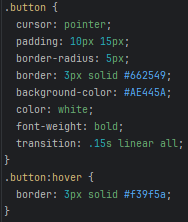 .button {
cursor: pointer;
padding: 10px 15px;
border-radius: 5px;
border: 3px solid #662549;
background-color: #AE445A;
color: white;
font-weight: bold;
transition: .15s linear all;
}
.button:hover {
border: 3px solid #f39f5a;
}